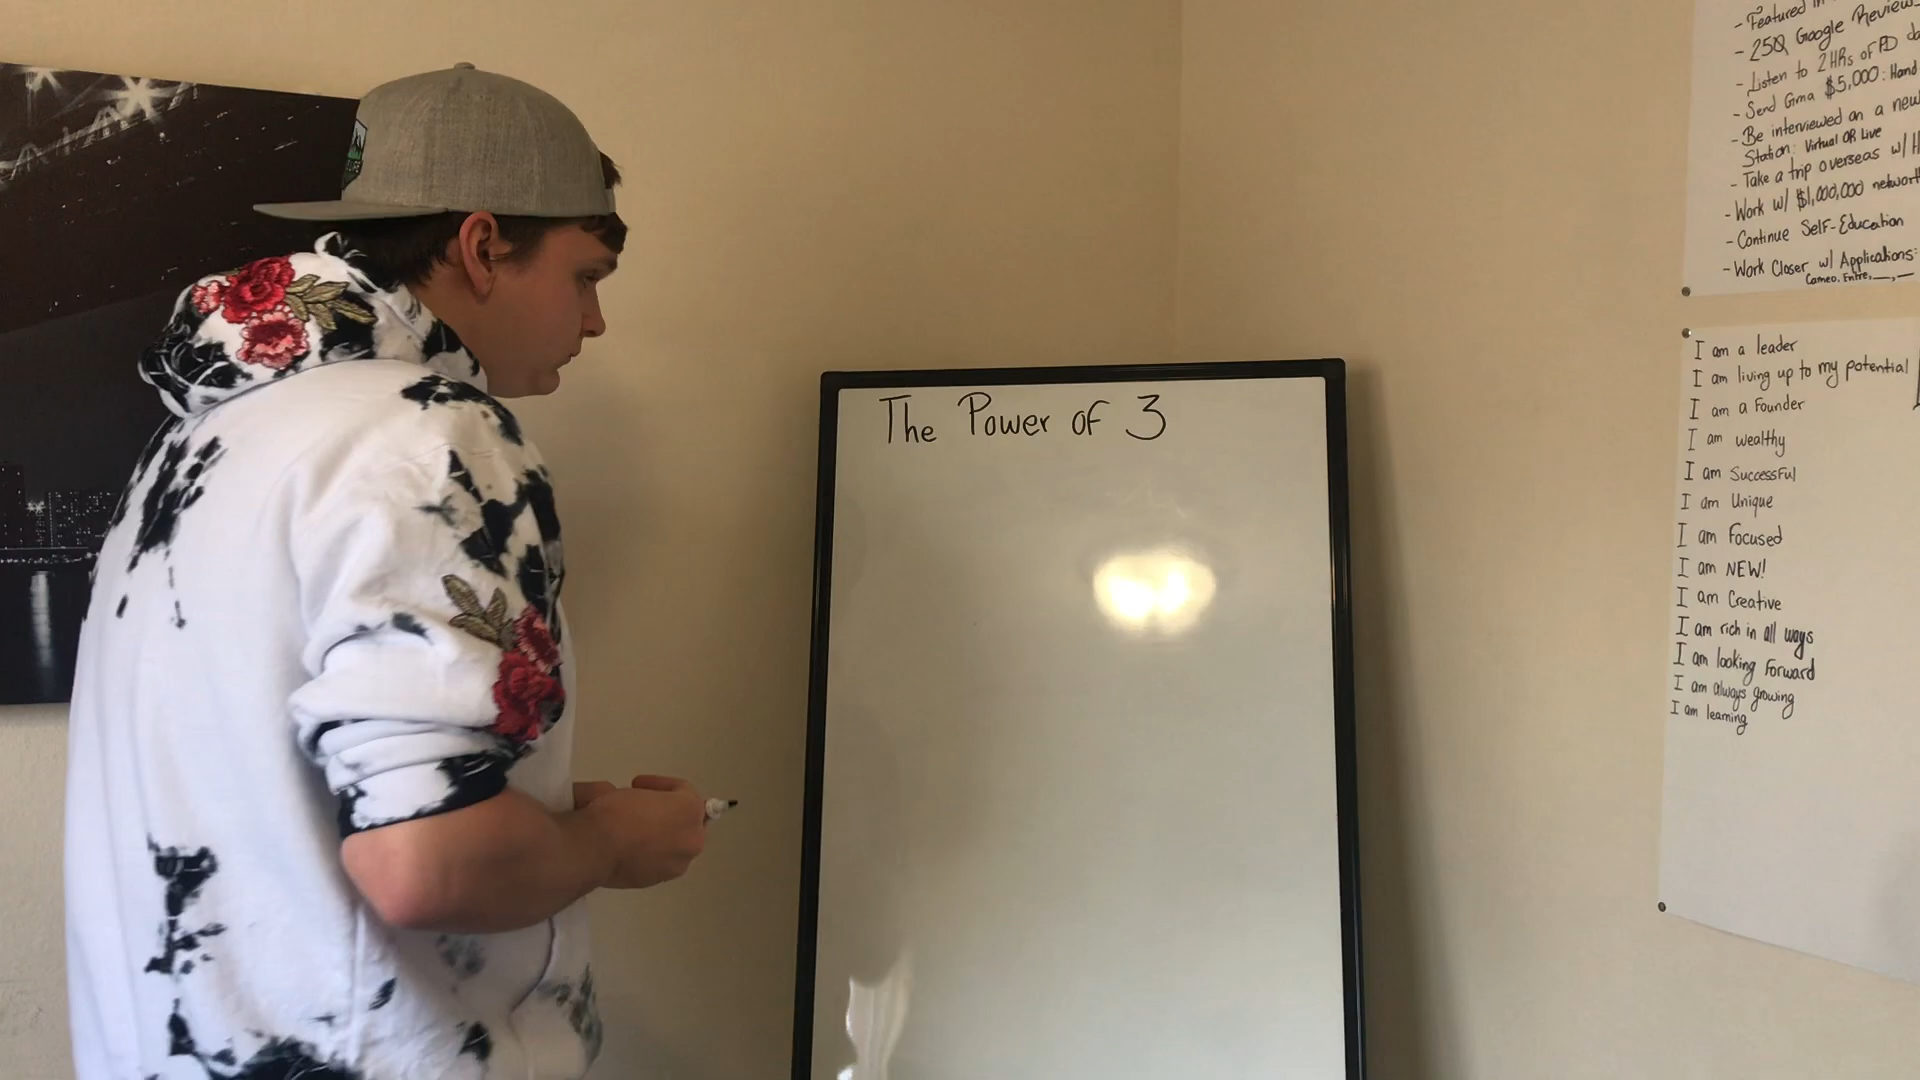 The Power of 3
- Featured in
- 250 Google Review
- Listen to 2 HRs of PD
- Send Gma $5,000: Hand
- Be interviewed on a new
Station: Virtual OR Live
- Take a trip overseas w/
- Work w/ $1,000,000 networt
- Continue Self-Education
- Work Closer w/ Applications:
Cameo, Entre, __, __
I am a leader
I am living up to my potential
I am a Founder
I am wealthy
I am Successful
I am Unique
I am Focused
I am NEW!
I am Creative
I am rich in all ways
I am looking Forward
I am always growing
I am learning